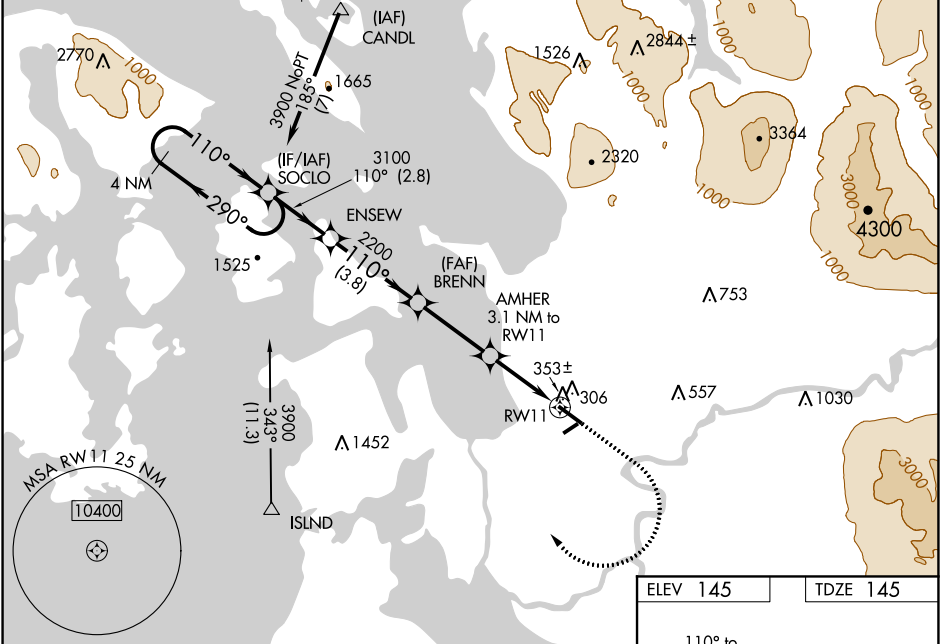 (IAF)
CANDL
2770
1000
3900 NoPT
185°
(7)
1665
1526
2844±
1000
1000
3364
2320
1000
3000
4300
1000
110°
4 NM
290°
(IF/IAF)
SOCLO
3100
110° (2.8)
ENSEW
2200
110°
(3.8)
1525
(FAF)
BRENN
AMHER
3.1 NM to
RW11
753
353±
306
RW11
557
1030
3900
343°
(11.3)
1452
ISLND
3000
MSA RW11 25 NM
10400
ELEV 145
TDZE 145
110° to